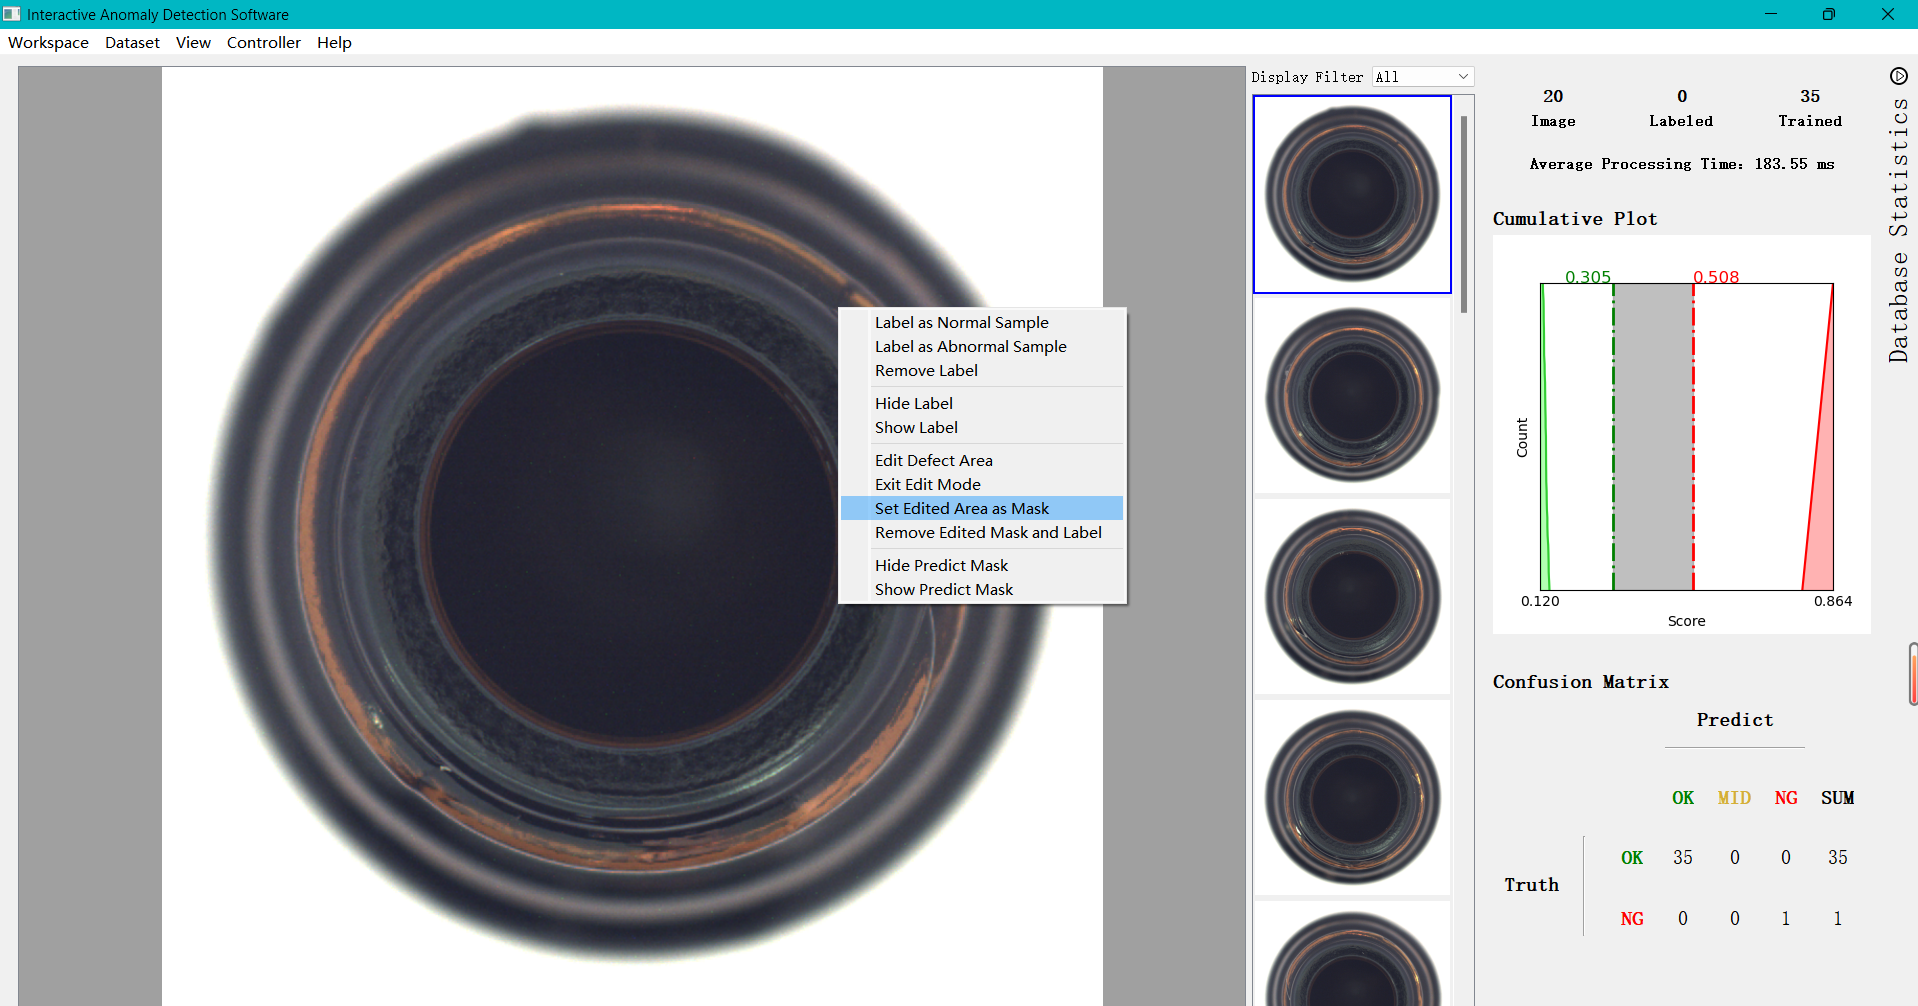 Interactive Anomaly Detection Software
Workspace Dataset View Controller Help
Display Filter All
Label as Normal Sample
Label as Abnormal Sample
Remove Label
Hide Label
Show Label
Edit Defect Area
Exit Edit Mode
Set Edited Area as Mask
Remove Edited Mask and Label
Hide Predict Mask
Show Predict Mask
20 0 35
Image Labeled Trained
Average Processing Time: 183.55 ms
Cumulative Plot
0.305 0.508
Count
0.120 0.864
Score
Confusion Matrix
Predict
OK MID NG SUM
OK 35 0 0 35
Truth
NG 0 0 1 1
Database Statistics